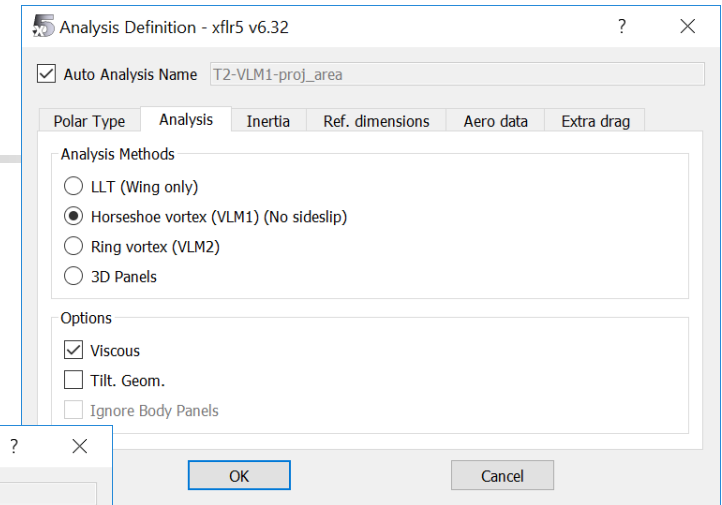 Analysis Definition - xflr5 v6.32 ?
Auto Analysis Name T2-VLM1-proj_area
Polar Type Analysis Inertia Ref. dimensions Aero data Extra drag
Analysis Methods
LLT (Wing only)
Horseshoe vortex (VLM1) (No sideslip)
Ring vortex (VLM2)
3D Panels
Options
Viscous
Tilt. Geom.
Ignore Body Panels
?
OK Cancel